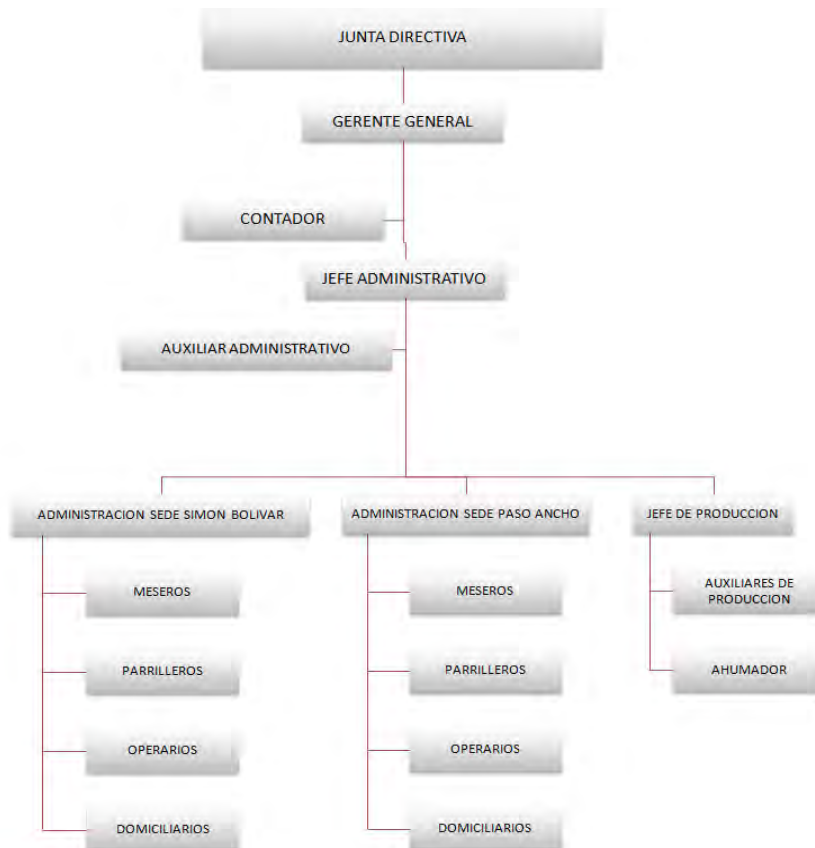 JUNTA DIRECTIVA
GERENTE GENERAL
CONTADOR
JEFE ADMINISTRATIVO
AUXILIAR ADMINISTRATIVO
ADMINISTRACION SEDE SIMON BOLIVAR
MESEROS
PARRILLEROS
OPERARIOS
DOMICILIARIOS
ADMINISTRACION SEDE PASO ANCHO
MESEROS
PARRILLEROS
OPERARIOS
DOMICILIARIOS
JEFE DE PRODUCCION
AUXILIARES DE
PRODUCCION
AHUMADOR